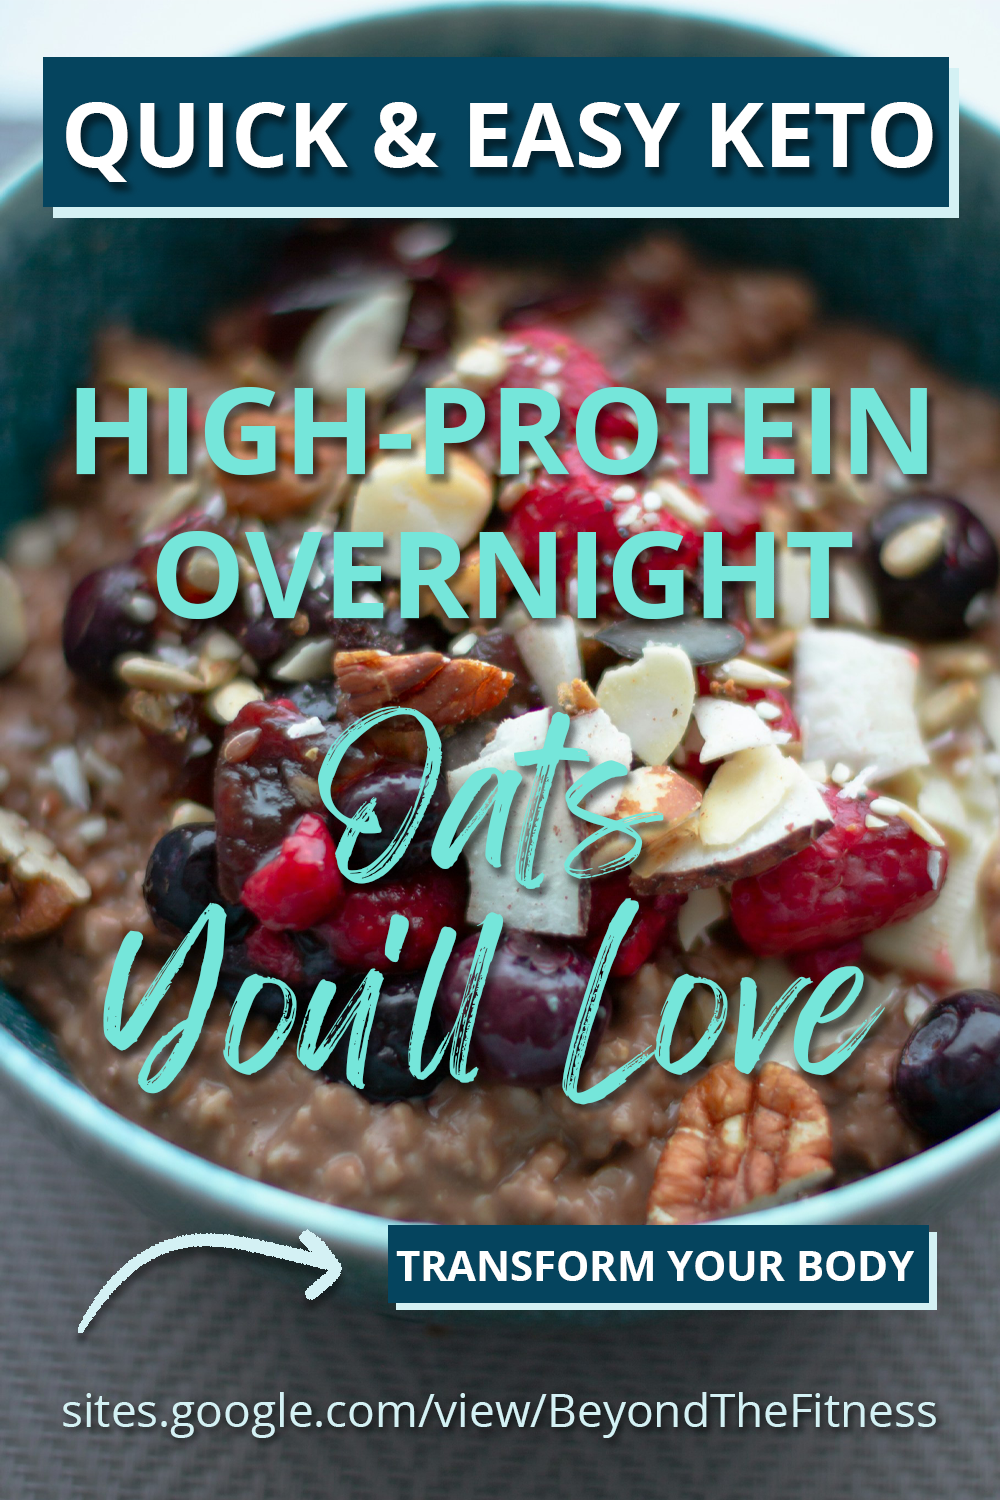 QUICK & EASY KETO
HIGH-PROTEIN
OVERNIGHT
Oats
You'll Love
TRANSFORM YOUR BODY
sites.google.com/view/BeyondTheFitness